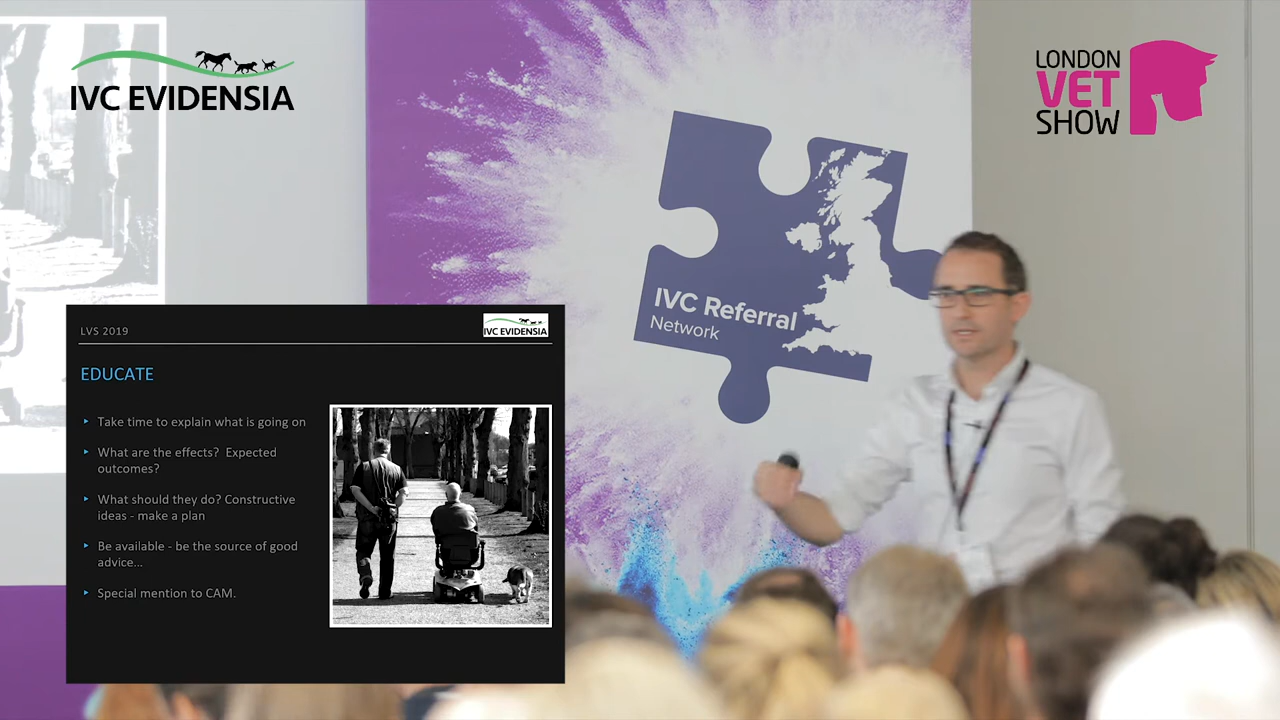 IVC EVIDENSIA
LONDON
VET
SHOW
IVC Referral
Network
LVS 2019
IVC EVIDENSIA
EDUCATE
Take time to explain what is going on
What are the effects?  Expected
outcomes?
What should they do? Constructive
ideas - make a plan
Be available - be the source of good
advice...
Special mention to CAM.